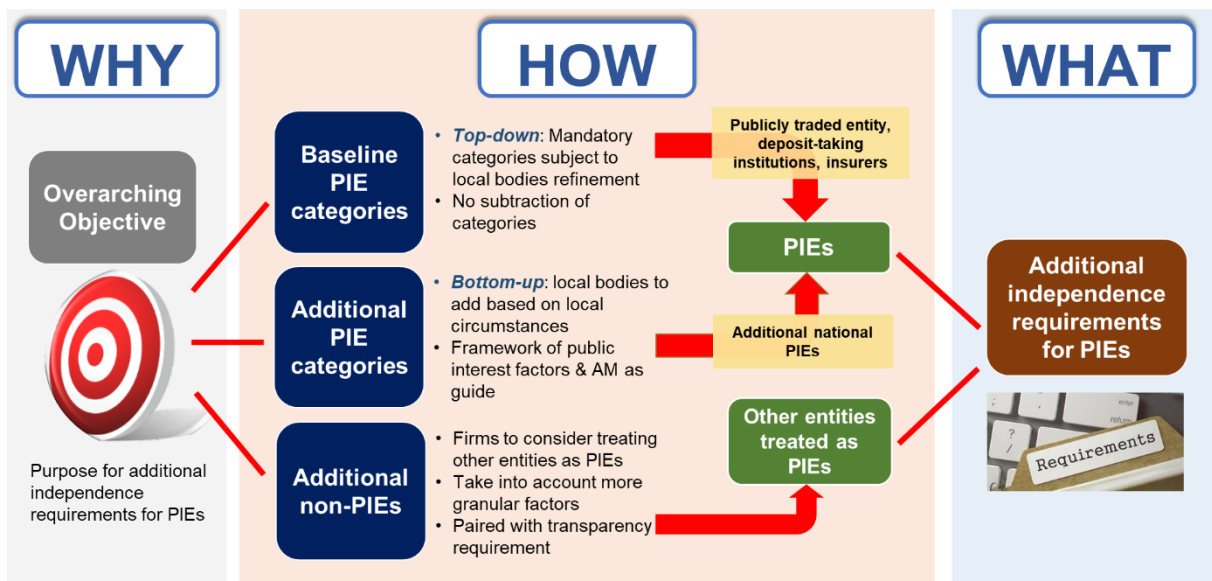 WHY
Overarching
Objective
Purpose for additional
independence
requirements for PIEs
HOW
Baseline
PIE
categories
• Top-down: Mandatory
categories subject to
local bodies refinement
• No subtraction of
categories
Publicly traded entity,
deposit-taking
institutions, insurers
PIEs
Additional
PIE
categories
• Bottom-up: local bodies to
add based on local
circumstances
• Framework of public
interest factors & AM as
guide
Additional national
PIEs
Additional
non-PIEs
• Firms to consider treating
other entities as PIEs
• Take into account more
granular factors
• Paired with transparency
requirement
Other entities
treated as
PIEs
WHAT
Additional
independence
requirements
for PIEs
enter
return
?
/
Requirements